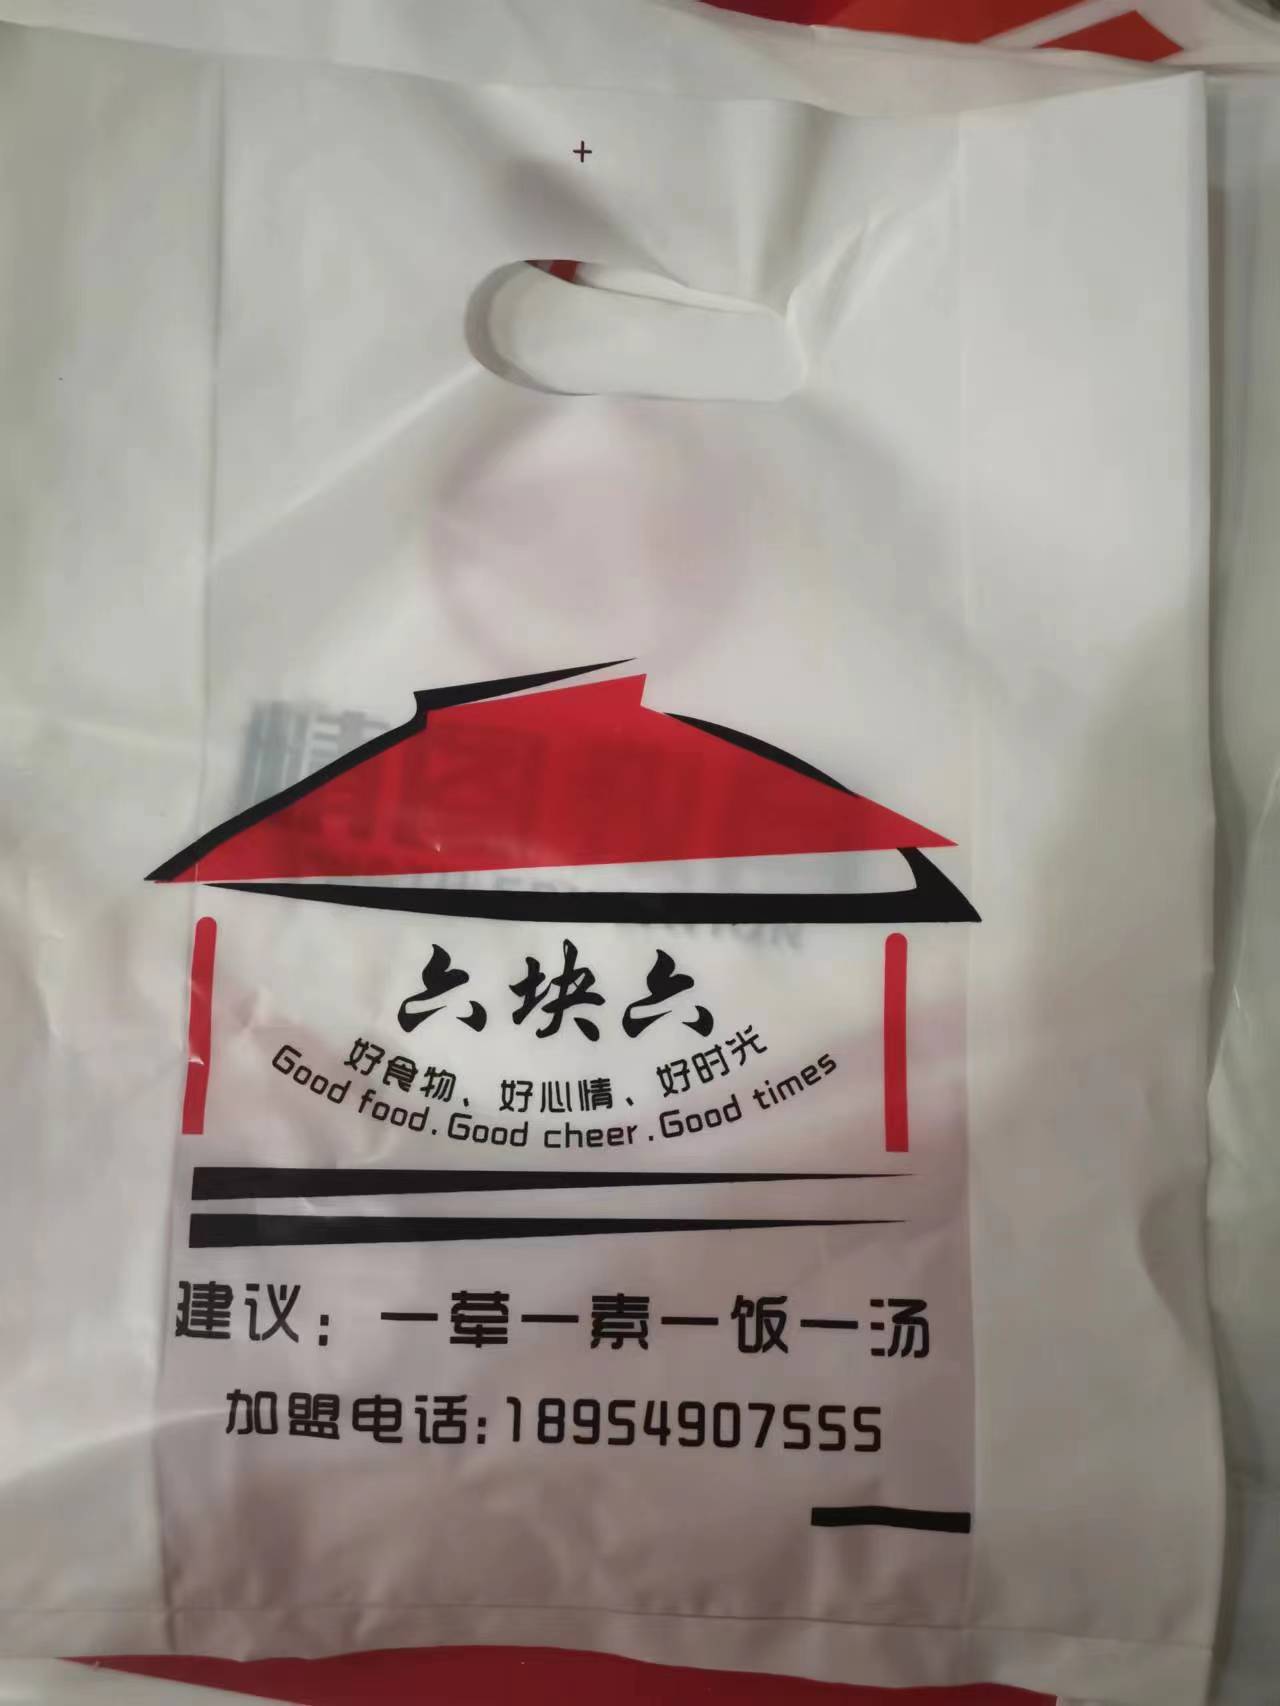 六块六
好食物、好心情、好时光
Good food.Good cheer.Good times
建议：一荤一素一饭一汤
加盟电话:18954907555